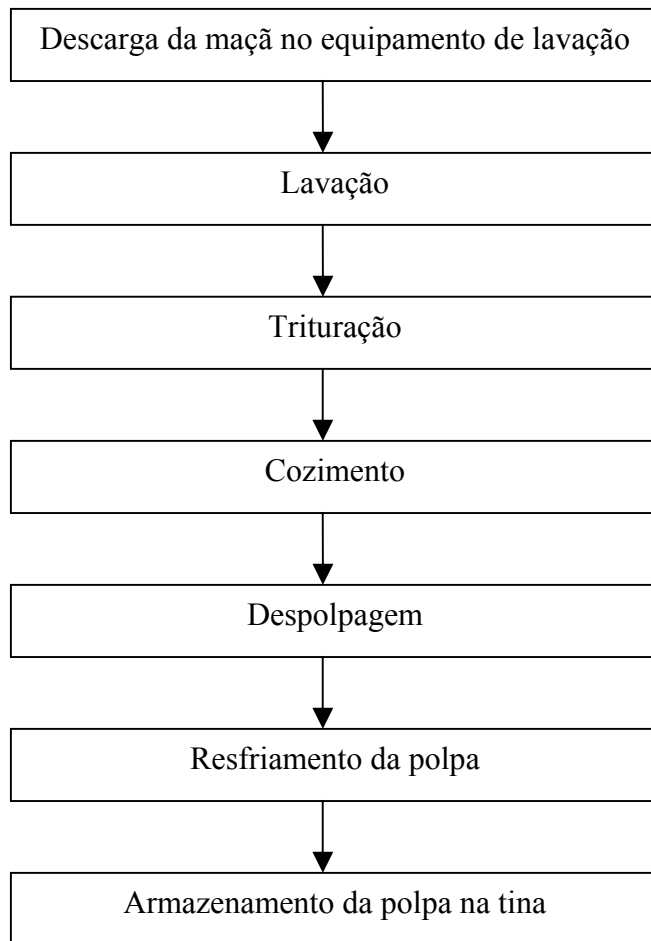 Descarga da maçã no equipamento de lavação
Lavação
Trituração
Cozimento
Despolpagem
Resfriamento da polpa
Armazenamento da polpa na tina